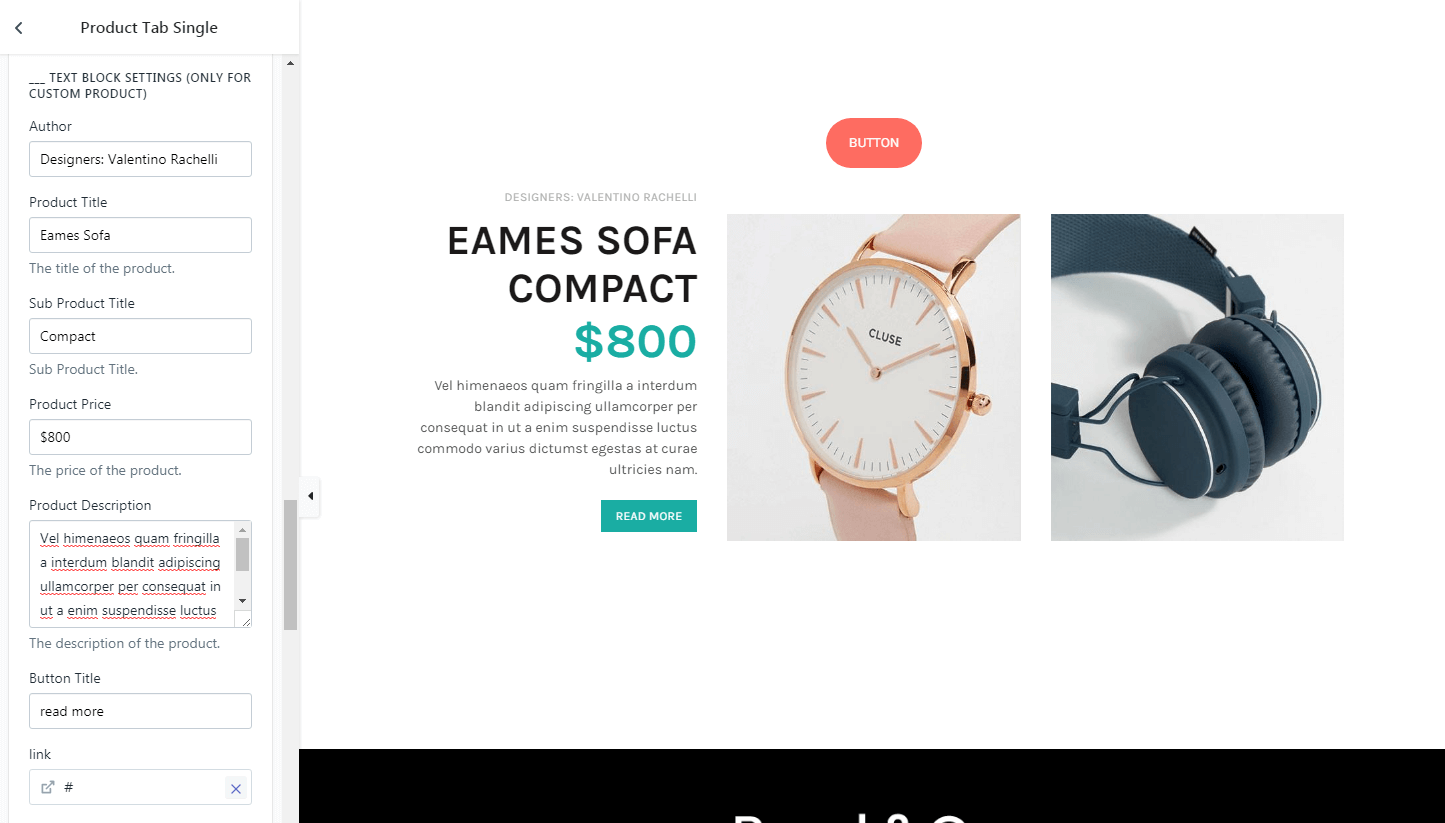 Product Tab Single
___ TEXT BLOCK SETTINGS (ONLY FOR
CUSTOM PRODUCT)
Author
Designers: Valentino Rachelli
Product Title
Eames Sofa
The title of the product.
Sub Product Title
Compact
Sub Product Title.
Product Price
$800
The price of the product.
Product Description
Vel himenaeos quam fringilla
a interdum blandit adipiscing
ullamcorper per consequat in
ut a enim suspendisse luctus
The description of the product.
Button Title
read more
link
#
BUTTON
DESIGNERS: VALENTINO RACHELLI
EAMES SOFA
COMPACT
$800
Vel himenaeos quam fringilla a interdum
blandit adipiscing ullamcorper per
consequat in ut a enim suspendisse luctus
commodo varius dictumst egestas at curae
ultricies nam.
READ MORE
CLUSE